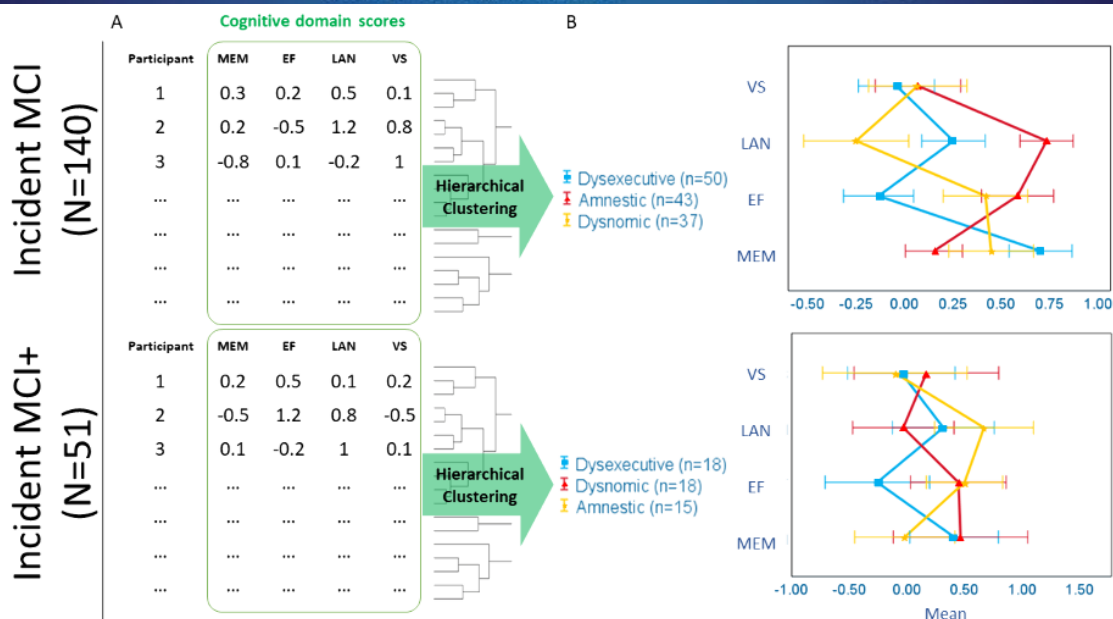 A
B
Cognitive domain scores
Incident MCI
(N=140)
Participant MEM EF LAN VS
1 0.3 0.2 0.5 0.1
2 0.2 -0.5 1.2 0.8
3 -0.8 0.1 -0.2 1
... ... ... ... ...
... ... ... ... ...
... ... ... ... ...
... ... ... ... ...
Hierarchical
Clustering
Dysexecutive (n=50)
Amnestic (n=43)
Dysnomic (n=37)
VS
LAN
EF
MEM
-0.50 -0.25 0.00 0.25 0.50 0.75 1.00
Incident MCI+
(N=51)
Participant MEM EF LAN VS
1 0.2 0.5 0.1 0.2
2 -0.5 1.2 0.8 -0.5
3 0.1 -0.2 1 0.1
... ... ... ... ...
... ... ... ... ...
... ... ... ... ...
... ... ... ... ...
Hierarchical
Clustering
Dysexecutive (n=18)
Dysnomic (n=18)
Amnestic (n=15)
VS
LAN
EF
MEM
-1.00 -0.50 0.00 0.50 1.00 1.50
Mean